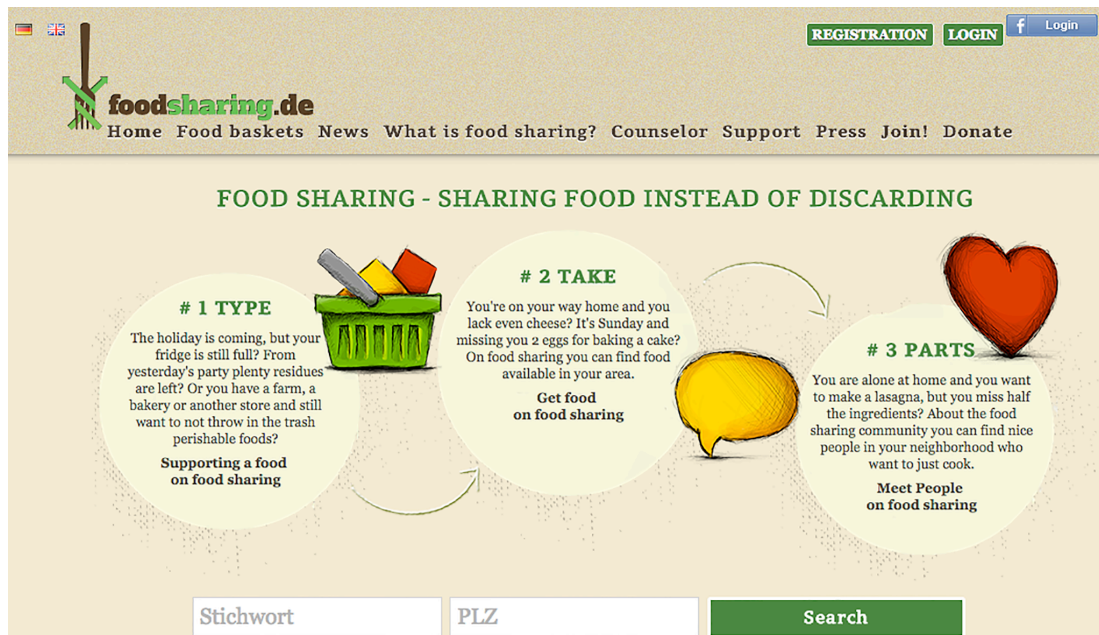 REGISTRATION LOGIN f Login
foodsharing.de
Home Food baskets News What is food sharing? Counselor Support Press Join! Donate
FOOD SHARING - SHARING FOOD INSTEAD OF DISCARDING
# 1 TYPE
The holiday is coming, but your
fridge is still full? From
yesterday's party plenty residues
are left? Or you have a farm, a
bakery or another store and still
want to not throw in the trash
perishable foods?
Supporting a food
on food sharing
# 2 TAKE
You're on your way home and you
lack even cheese? It's Sunday and
missing you 2 eggs for baking a cake?
On food sharing you can find food
available in your area.
Get food
on food sharing
# 3 PARTS
You are alone at home and you want
to make a lasagna, but you miss half
the ingredients? About the food
sharing community you can find nice
people in your neighborhood who
want to just cook.
Meet People
on food sharing
Stichwort PLZ Search